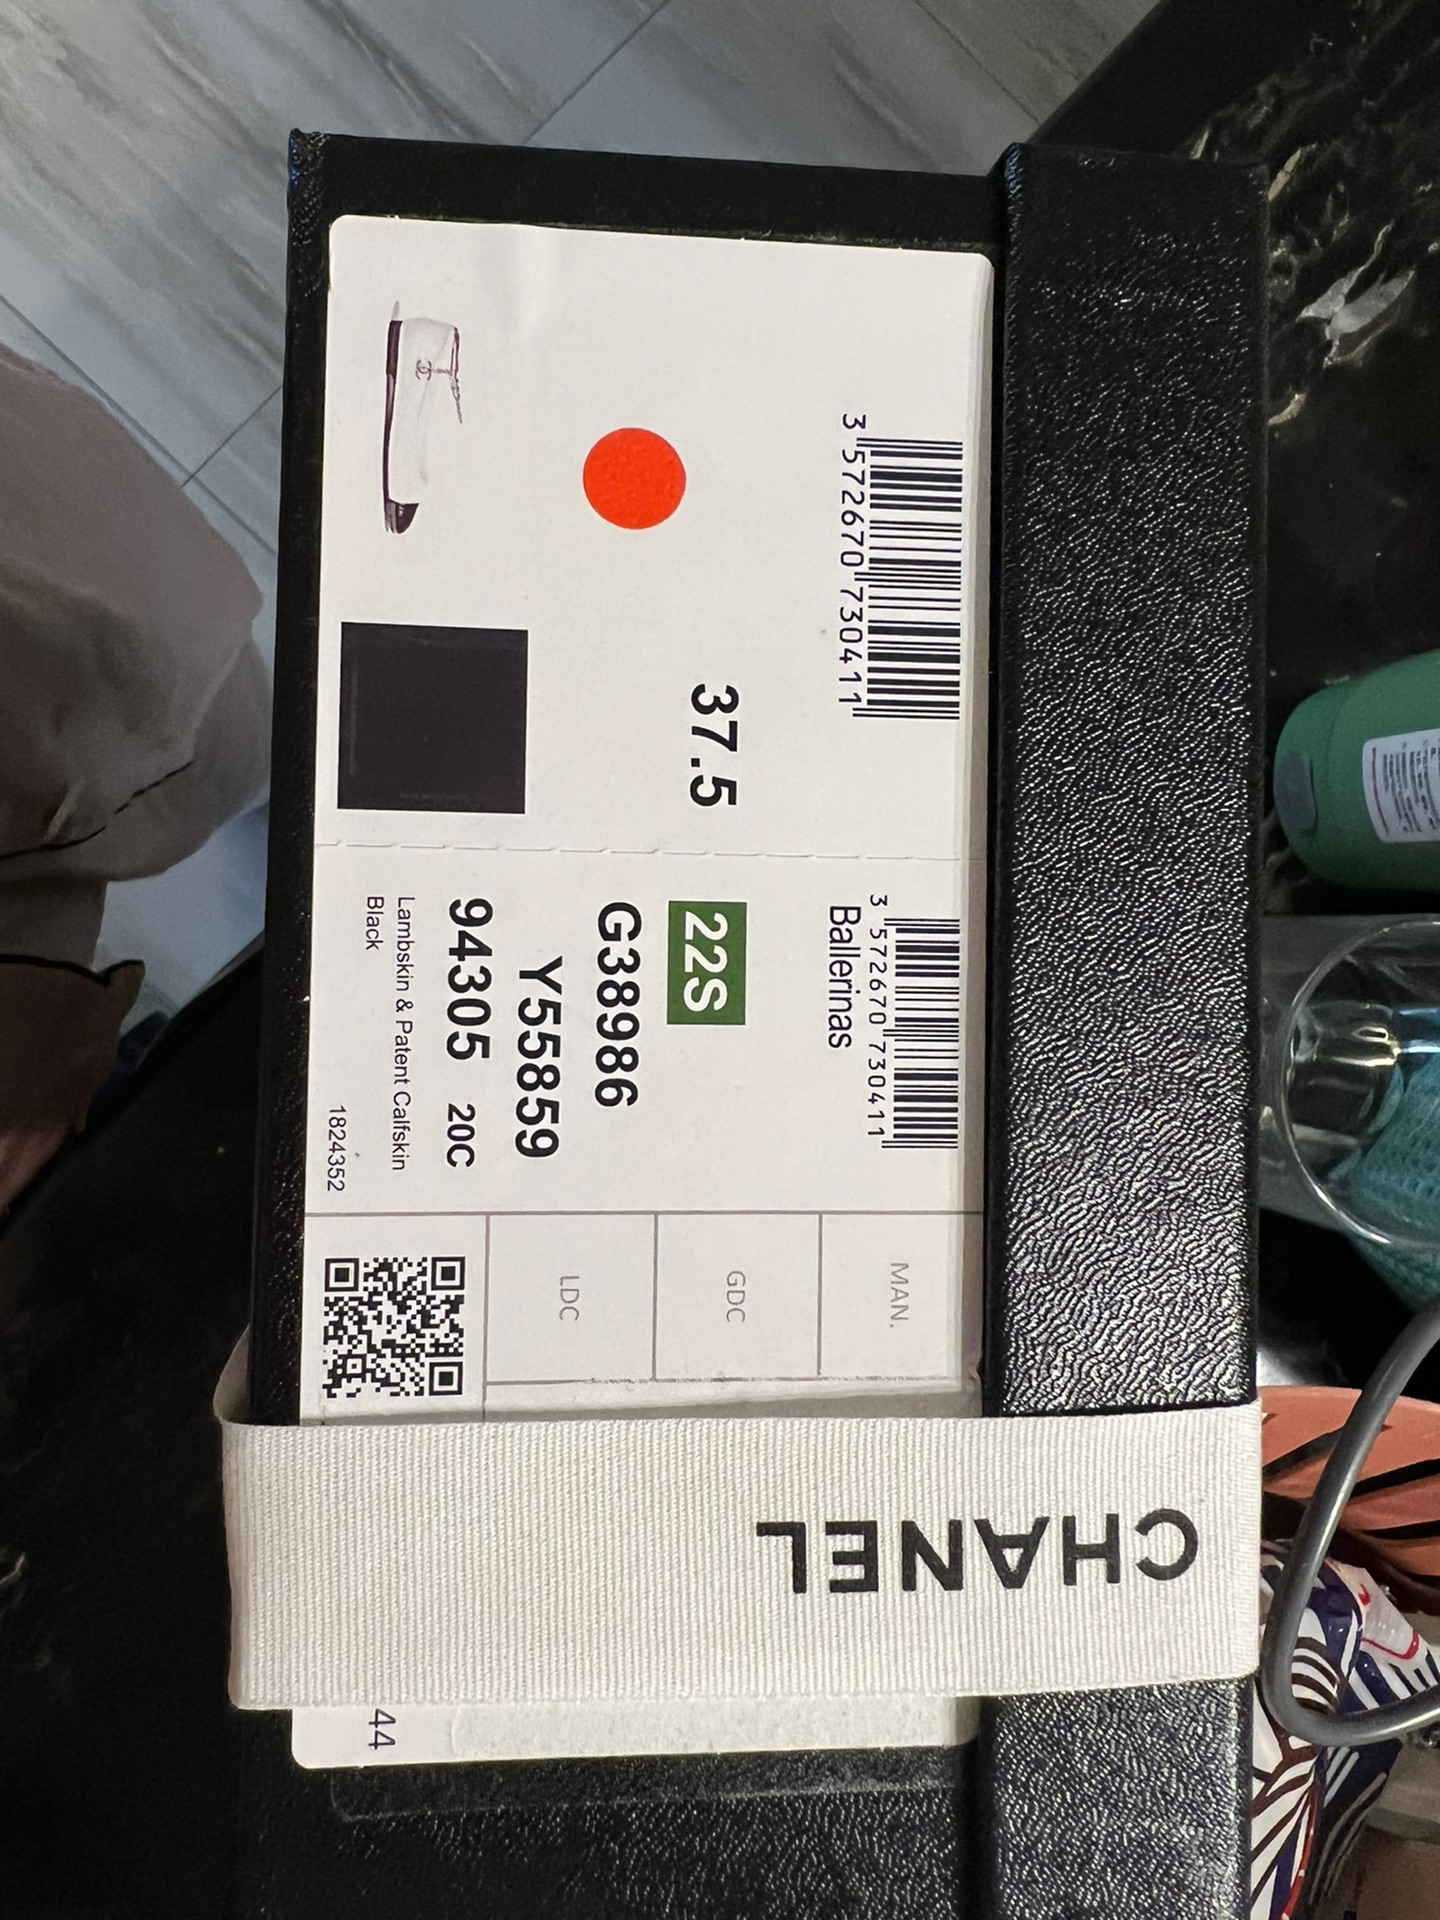 3 572670 730411
37.5
3 572670 730411
Ballerinas
22S
G38986
Y55859
94305 20C
Lambskin & Patent Calfskin
Black
1824352
MAN.
GDC
LDC
44
CHANEL